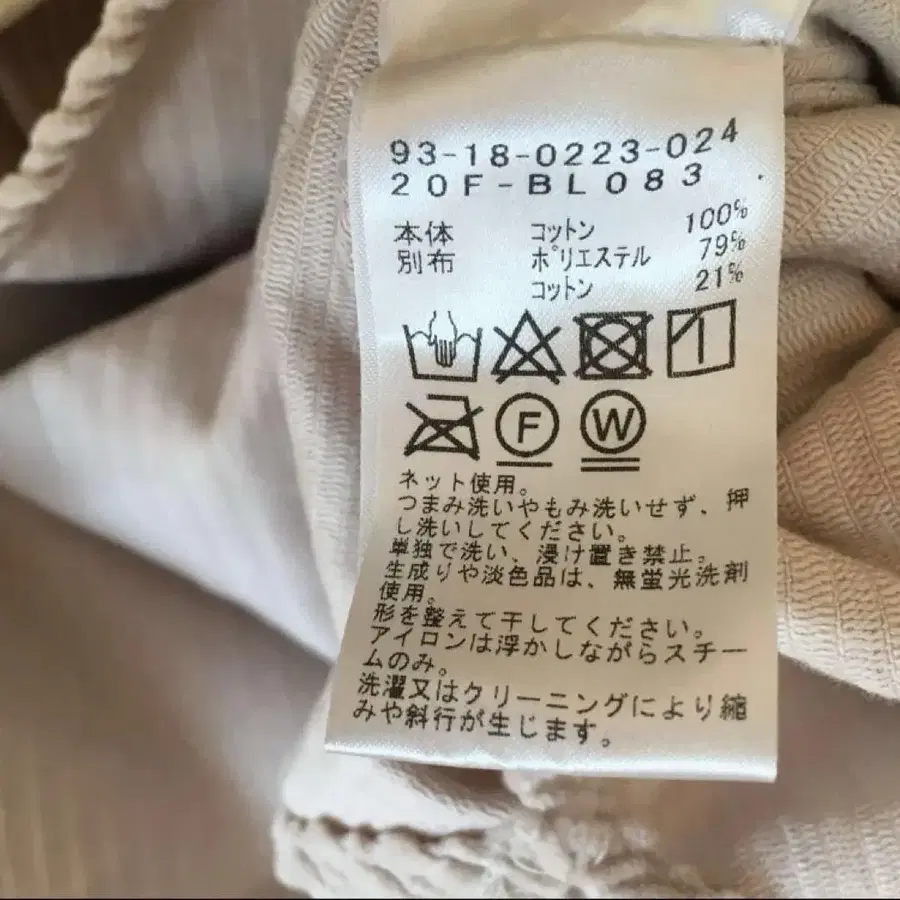 93-18-0223-024
20F-BL083
本体 コットン 100%
別布 ポリエステル 79%
コットン 21%
F W
ネット使用。
つまみ洗いやもみ洗いせず、押
し洗いしてください。
単独で洗い、浸け置き禁止。
生成りや淡色品は、無蛍光洗剤
使用。
形を整えて干してください。
アイロンは浮かしながらスチー
ムのみ。
洗濯又はクリーニングにより縮
みや斜行が生じます。